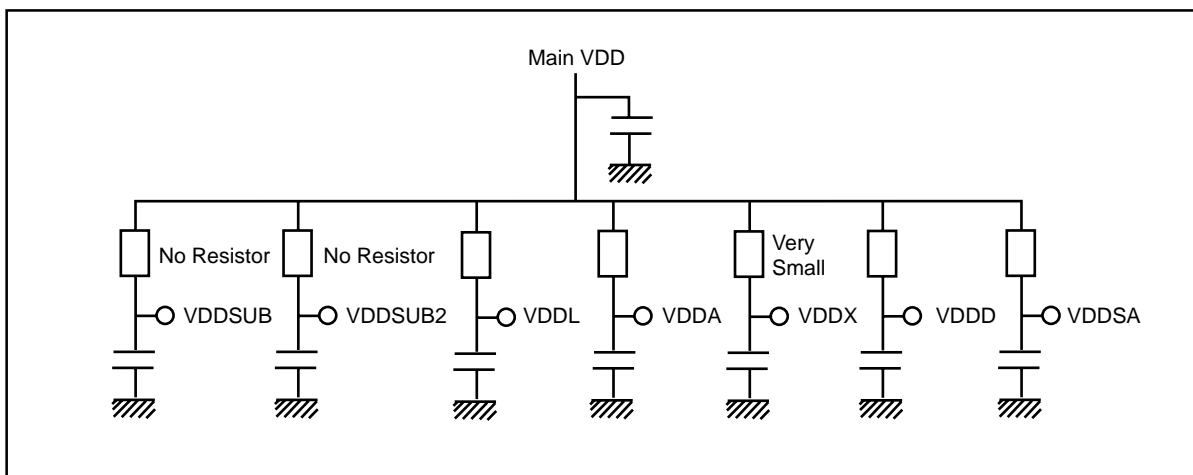 Main VDD
No Resistor
No Resistor
Very
Small
VDDSUB
VDDSUB2
VDDL
VDDA
VDDX
VDDD
VDDSA